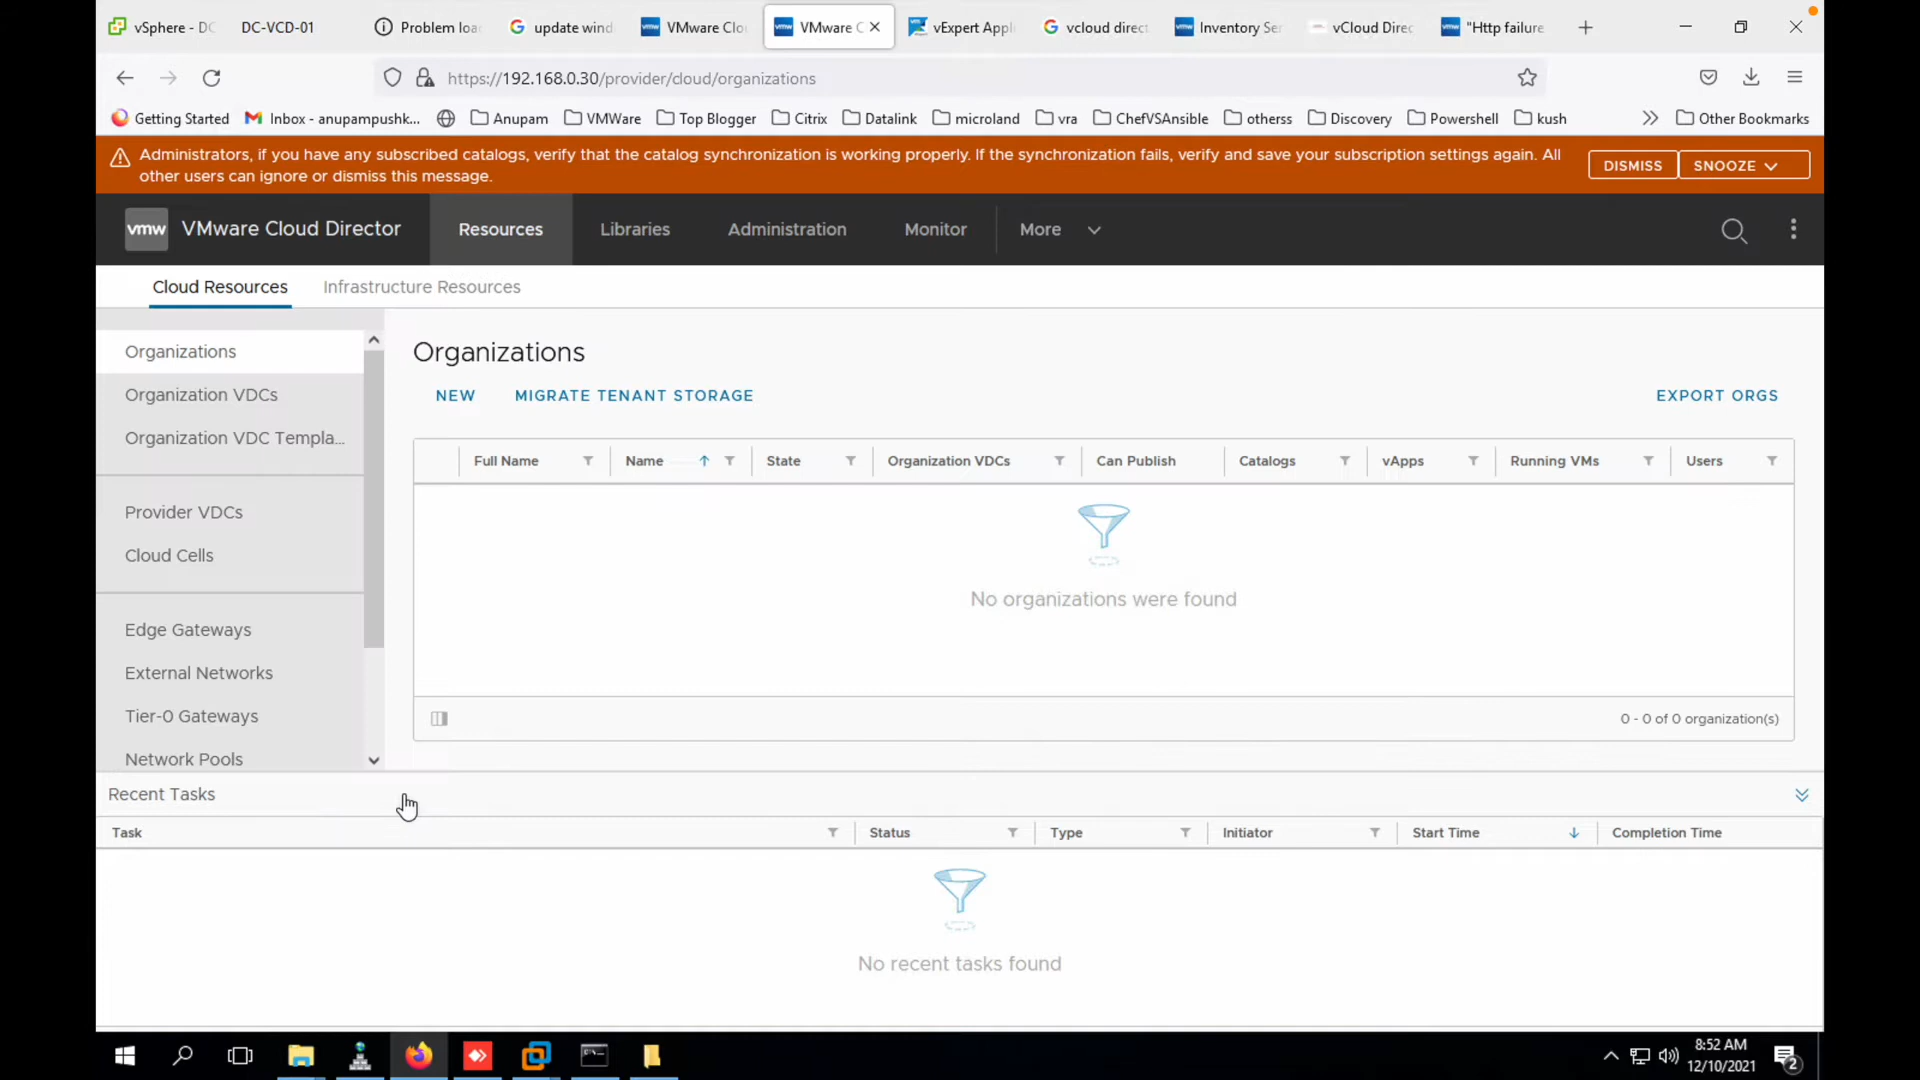 vSphere - DC
DC-VCD-01
Problem loa
update wind
VMware Clo
VMware C
vExpert Appli
vcloud direct
Inventory Ser
vCloud Direc
"Http failure
https://192.168.0.30/provider/cloud/organizations
Getting Started
Inbox - anupampushk...
Anupam
VMWare
Top Blogger
Citrix
Datalink
microland
vra
ChefVSAnsible
otherss
Discovery
Powershell
kush
Other Bookmarks
Administrators, if you have any subscribed catalogs, verify that the catalog synchronization is working properly. If the synchronization fails, verify and save your subscription settings again. All
other users can ignore or dismiss this message.
DISMISS
SNOOZE
vmw
VMware Cloud Director
Resources
Libraries
Administration
Monitor
More
Cloud Resources
Infrastructure Resources
Organizations
Organization VDCs
Organization VDC Templa...
Provider VDCs
Cloud Cells
Edge Gateways
External Networks
Tier-0 Gateways
Network Pools
Organizations
NEW
MIGRATE TENANT STORAGE
EXPORT ORGS
Full Name
Name
State
Organization VDCs
Can Publish
Catalogs
vApps
Running VMs
Users
No organizations were found
0 - 0 of 0 organization(s)
Recent Tasks
Task
Status
Type
Initiator
Start Time
Completion Time
No recent tasks found
8:52 AM
12/10/2021
2